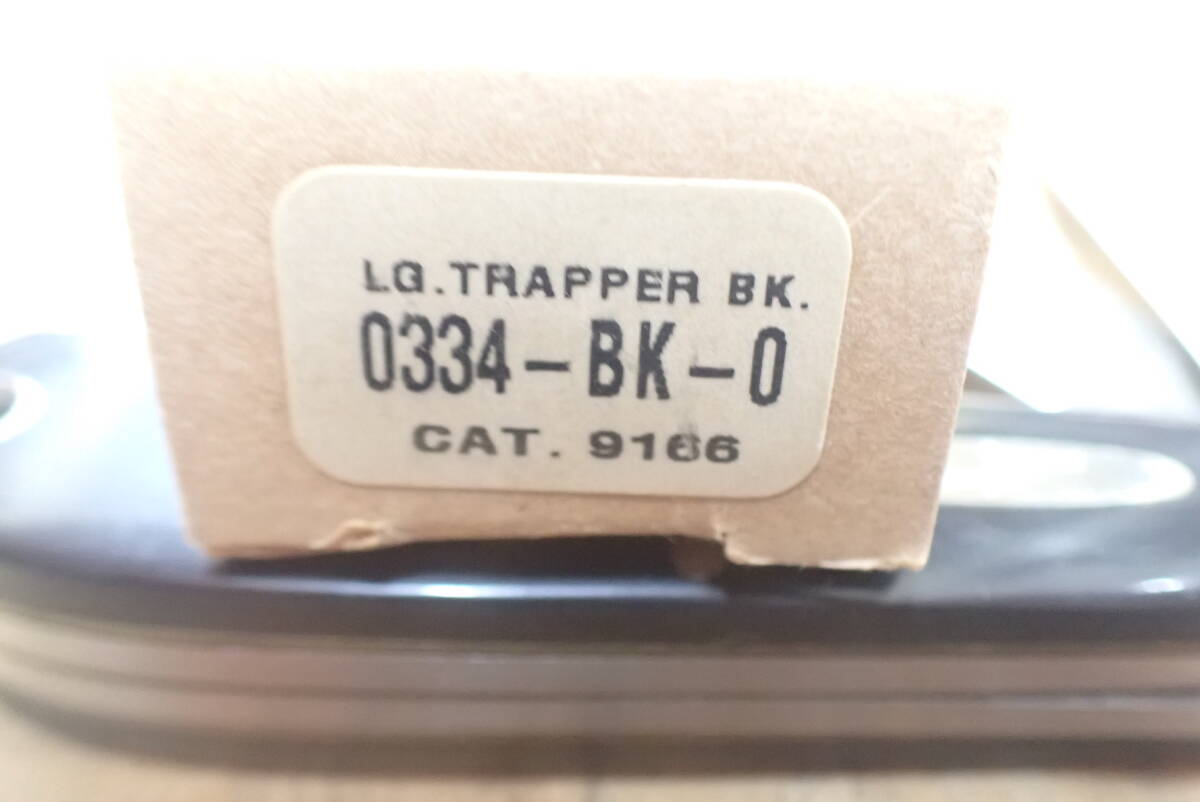 LG.TRAPPER BK.
0334-BK-0
CAT. 9166